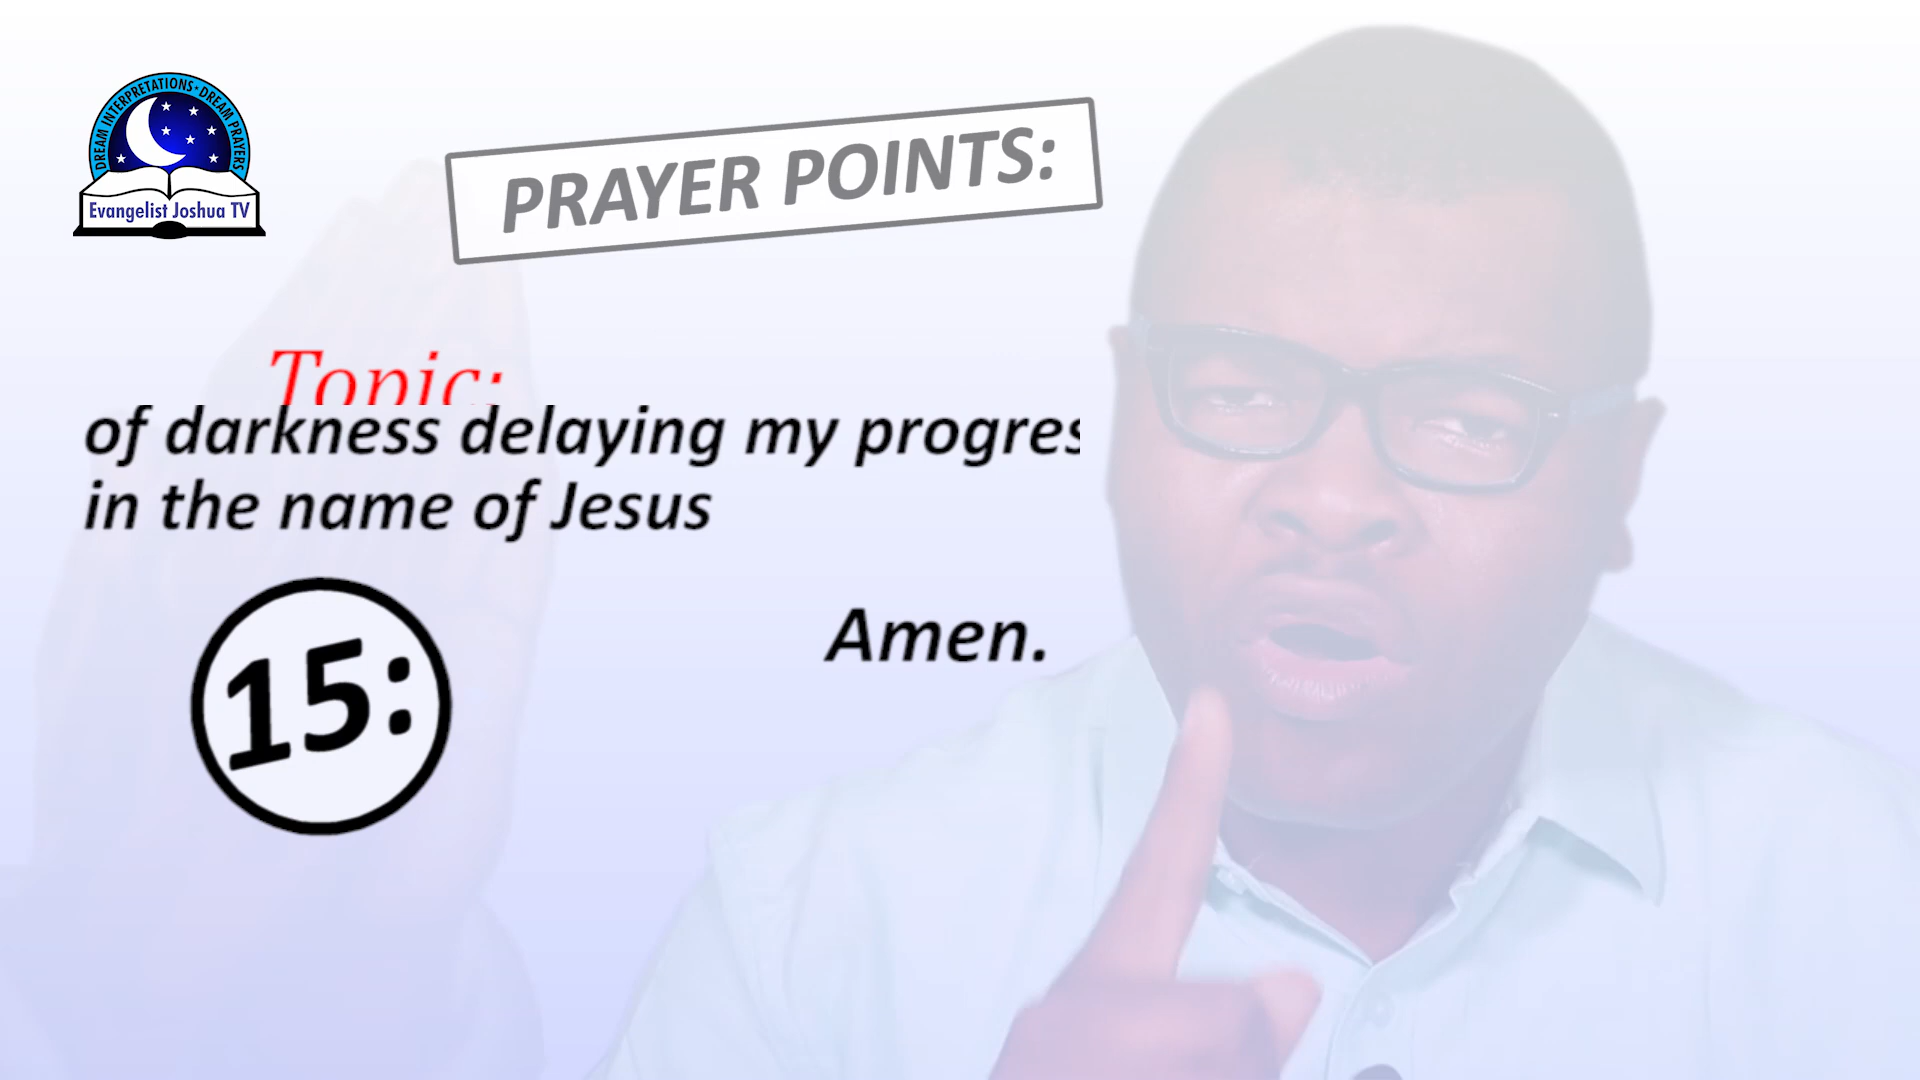 DREAM INTERPRETATIONS • DREAM PRAYERS
Evangelist Joshua TV
PRAYER POINTS:
Topic:
of darkness delaying my progres
in the name of Jesus
Amen.
15: